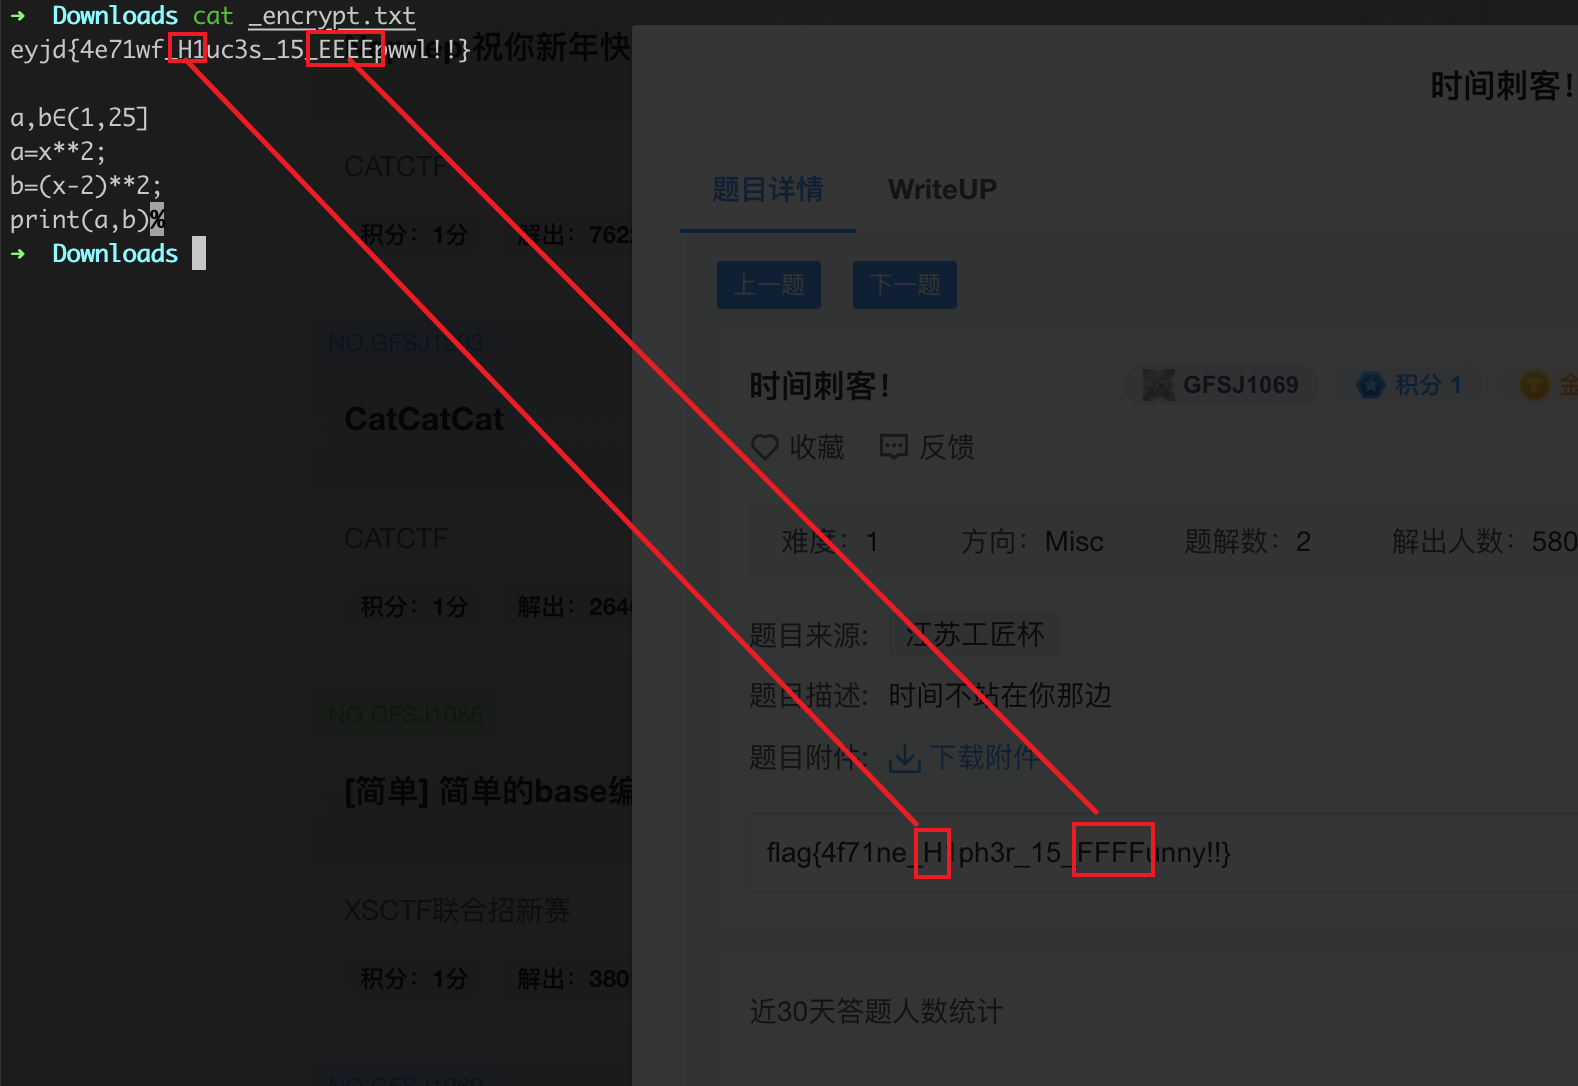 ➜ Downloads cat _encrypt.txt
eyjd{4e71wf_H1uc3s_15_EEEEpwwl!!}
祝你新年快
a,b∈(1,25]
a=x**2;
b=(x-2)**2;
print(a,b)%
➜ Downloads
CATCTF
积分：1分 解出：762
NO.GFSJ1203
CatCatCat
CATCTF
积分：1分 解出：264
NO.GFSJ1086
[简单] 简单的base编
XSCTF联合招新赛
积分：1分 解出：380
NO.GFSJ1069
时间刺客！
题目详情 WriteUP
上一题 下一题
时间刺客！ GFSJ1069 积分 1 金
收藏 反馈
难度：1 方向：Misc 题解数：2 解出人数：580
题目来源： 江苏工匠杯
题目描述： 时间不站在你那边
题目附件： 下载附件
flag{4f71ne_H1ph3r_15_FFFFunny!!}
近30天答题人数统计